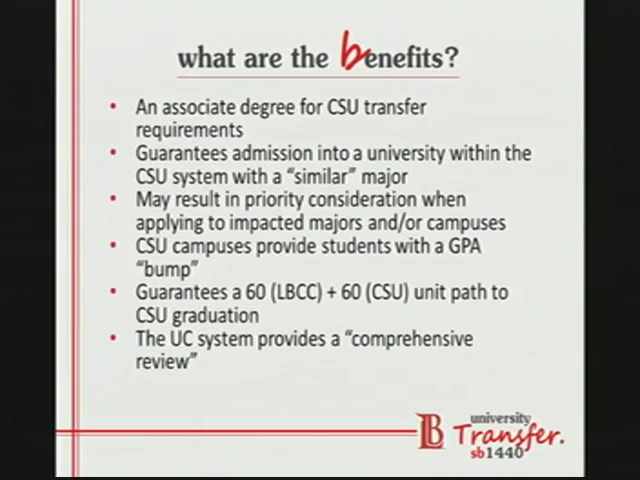 what are the benefits?
• An associate degree for CSU transfer
requirements
• Guarantees admission into a university within the
CSU system with a “similar” major
• May result in priority consideration when
applying to impacted majors and/or campuses
• CSU campuses provide students with a GPA
“bump”
• Guarantees a 60 (LBCC) + 60 (CSU) unit path to
CSU graduation
• The UC system provides a “comprehensive
review”
LB
university
Transfer.
sb1440